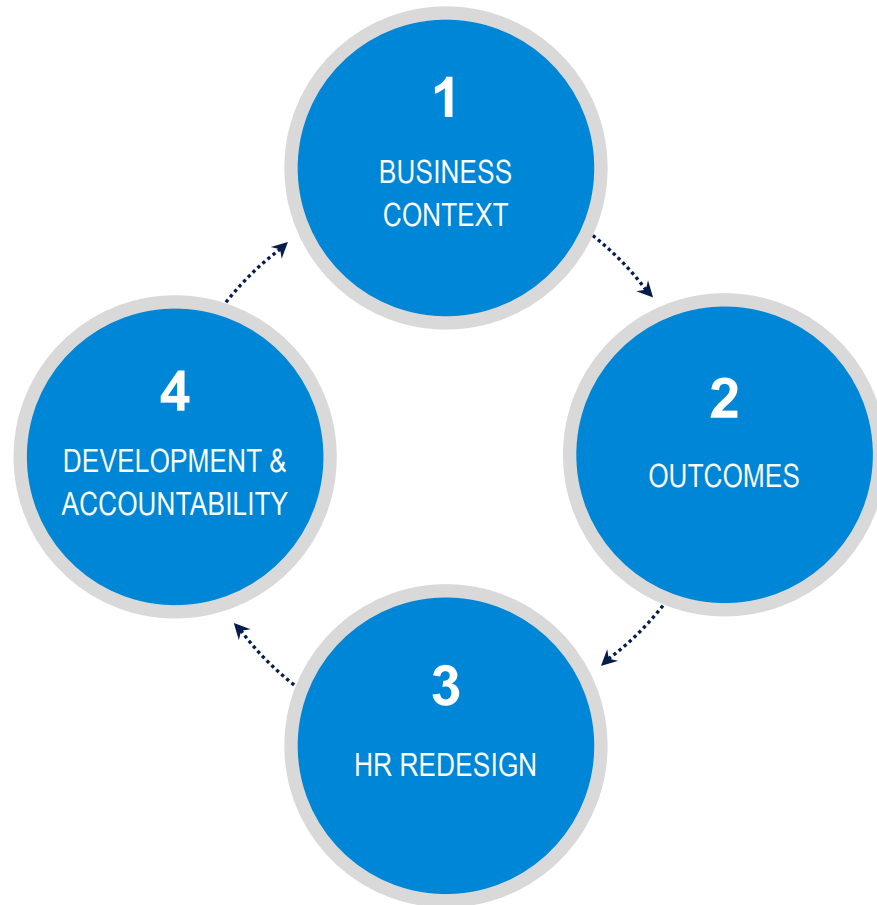 1
BUSINESS
CONTEXT
2
OUTCOMES
3
HR REDESIGN
4
DEVELOPMENT &
ACCOUNTABILITY